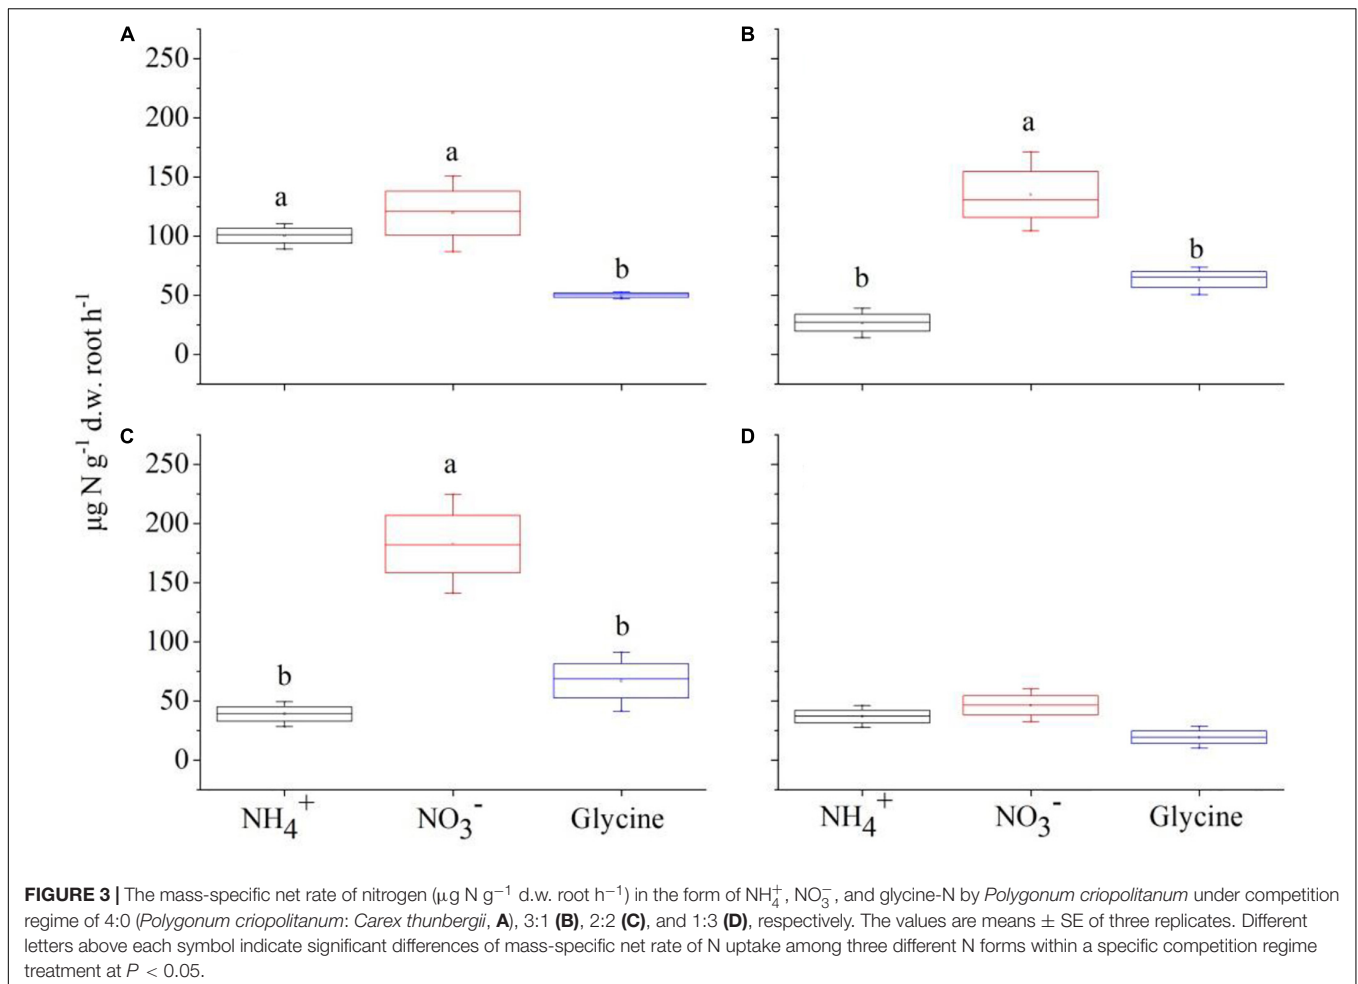 A
B
250
200
150
100
50
0
a
a
b
b
a
b
µg N g⁻¹ d.w. root h⁻¹
C
D
250
200
150
100
50
0
b
a
b
NH₄⁺ NO₃⁻ Glycine
NH₄⁺ NO₃⁻ Glycine
FIGURE 3 | The mass-specific net rate of nitrogen (µg N g⁻¹ d.w. root h⁻¹) in the form of NH₄⁺, NO₃⁻, and glycine-N by Polygonum criopolitanum under competition
regime of 4:0 (Polygonum criopolitanum: Carex thunbergii, A), 3:1 (B), 2:2 (C), and 1:3 (D), respectively. The values are means ± SE of three replicates. Different
letters above each symbol indicate significant differences of mass-specific net rate of N uptake among three different N forms within a specific competition regime
treatment at P < 0.05.